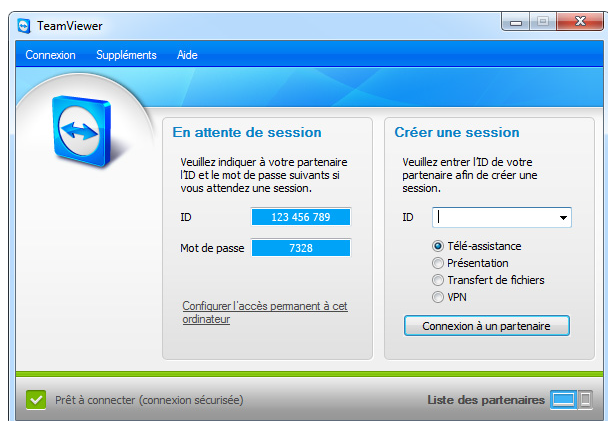 TeamViewer
Connexion Suppléments Aide
En attente de session
Veuillez indiquer à votre partenaire
l'ID et le mot de passe suivants si
vous attendez une session.
ID 123 456 789
Mot de passe 7328
Configurer l'accès permanent à cet
ordinateur
Créer une session
Veuillez entrer l'ID de votre
partenaire afin de créer une
session.
ID
Télé-assistance
Présentation
Transfert de fichiers
VPN
Connexion à un partenaire
Prêt à connecter (connexion sécurisée)
Liste des partenaires